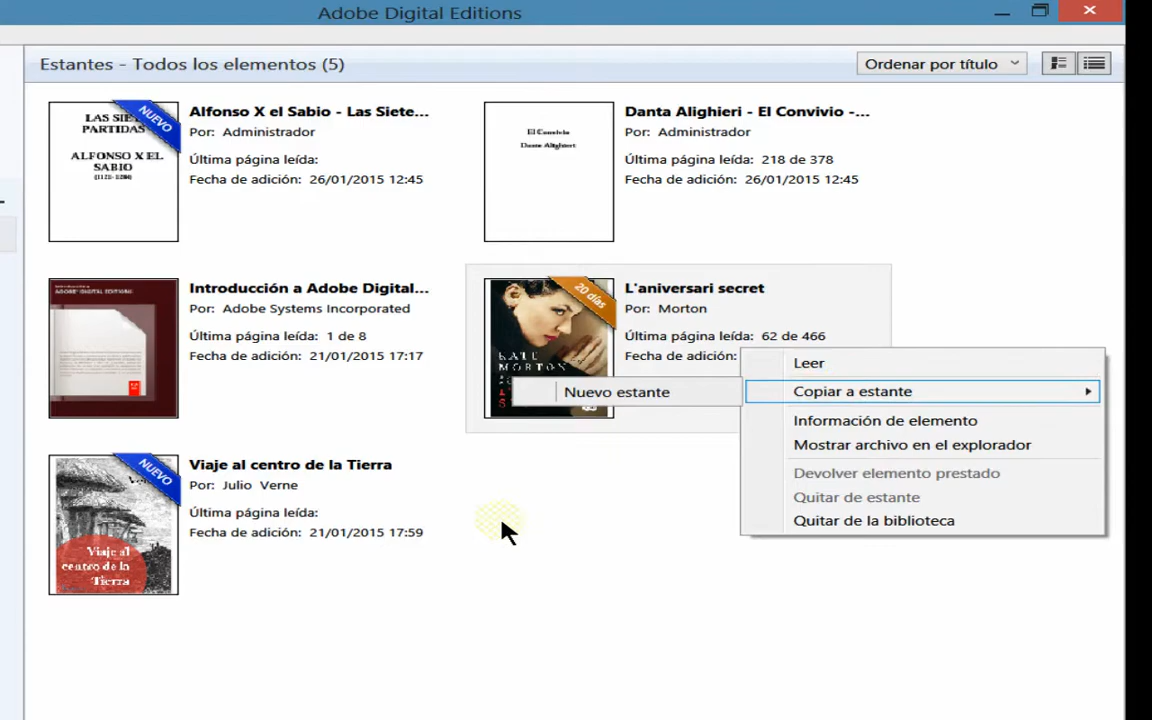 Adobe Digital Editions
Estantes - Todos los elementos (5)
Ordenar por título
LAS SIETE
PARTIDAS
ALFONSO X EL
SABIO
NUEVO
Alfonso X el Sabio - Las Siete...
Por: Administrador
Última página leída:
Fecha de adición: 26/01/2015 12:45
El Convivio
Dante Alighieri
Danta Alighieri - El Convivio -...
Por: Administrador
Última página leída: 218 de 378
Fecha de adición: 26/01/2015 12:45
ADOBE DIGITAL EDITIONS
Introducción a Adobe Digital...
Por: Adobe Systems Incorporated
Última página leída: 1 de 8
Fecha de adición: 21/01/2015 17:17
20 días
KATE
MORTON
L'aniversari secret
Por: Morton
Última página leída: 62 de 466
Fecha de adición:
Leer
Copiar a estante
Nuevo estante
Información de elemento
Mostrar archivo en el explorador
Devolver elemento prestado
Quitar de estante
Quitar de la biblioteca
NUEVO
Viaje al
centro de la
Tierra
Viaje al centro de la Tierra
Por: Julio Verne
Última página leída:
Fecha de adición: 21/01/2015 17:59